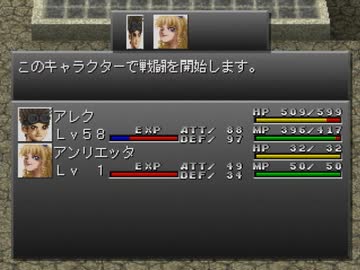 このキャラクターで戦闘を開始します。
アレク
HP 509/599
Lv58 EXP ATT/ 88 MP 396/417
DEF/ 97
アンリエッタ
HP 32/ 32
Lv 1 EXP ATT/ 49 MP 50/ 50
DEF/ 34